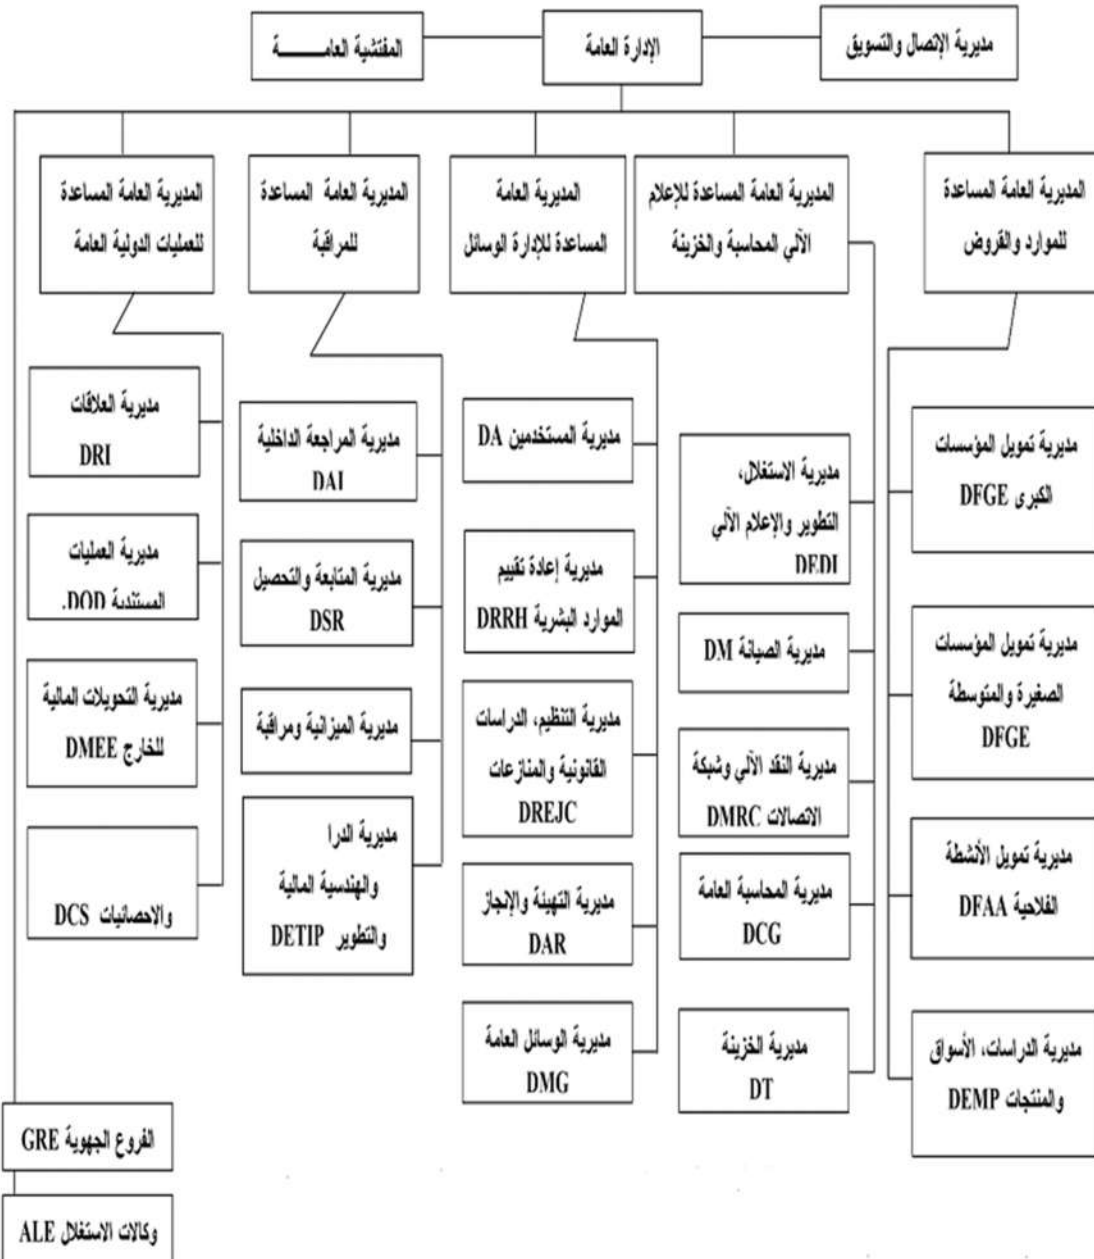 مديرية الإتصال والتسويق
الإدارة العامة
المفتشية العامـــــــة
المديرية العامة المساعدة
للموارد والقروض
المديرية العامة المساعدة للإعلام
الآلي المحاسبة والخزينة
المديرية العامة
المساعدة للإدارة الوسائل
المديرية العامة المساعدة
للمراقبة
المديرية العامة المساعدة
للعمليات الدولية العامة
مديرية تمويل المؤسسات
الكبرى DFGE
مديرية تمويل المؤسسات
الصغيرة والمتوسطة
DFGE
مديرية تمويل الأنشطة
الفلاحية DFAA
مديرية الدراسات، الأسواق
والمنتجات DEMP
مديرية الاستغلال،
التطوير والإعلام الآلي
DEDI
مديرية الصيانة DM
مديرية النقد الآلي وشبكة
الاتصالات DMRC
مديرية المحاسبة العامة
DCG
مديرية الخزينة
DT
مديرية المستخدمين DA
مديرية إعادة تقييم
الموارد البشرية DRRH
مديرية التنظيم، الدراسات
القانونية والمنازعات
DREJC
مديرية التهيئة والإنجاز
DAR
مديرية الوسائل العامة
DMG
مديرية المراجعة الداخلية
DAI
مديرية المتابعة والتحصيل
DSR
مديرية الميزانية ومراقبة
مديرية الدرا
والهندسية المالية
والتطوير DETIP
مديرية العلاقات
DRI
مديرية العمليات
المستندية DOD.
مديرية التحويلات المالية
للخارج DMEE
والإحصائيات DCS
الفروع الجهوية GRE
وكالات الاستغلال ALE